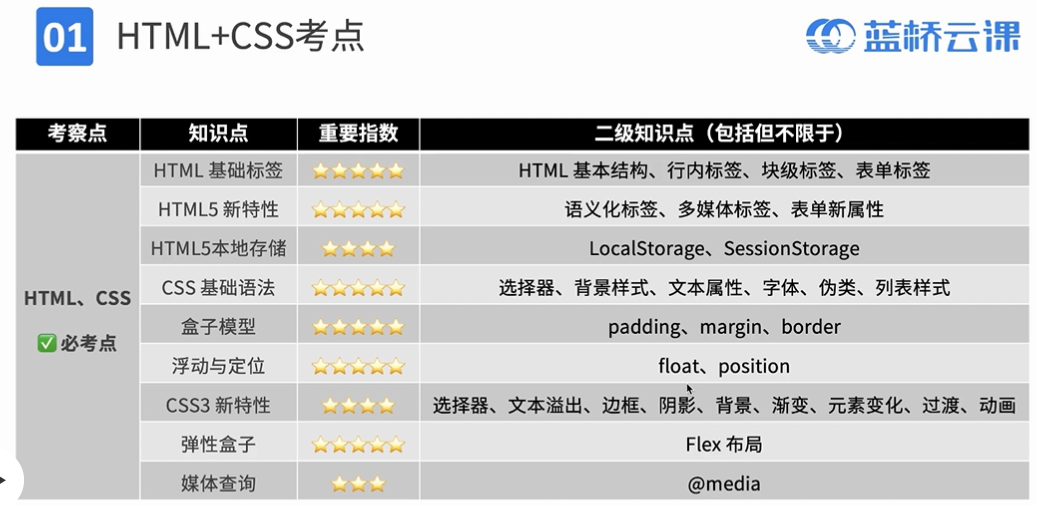 01 HTML+CSS考点
蓝桥云课
考察点 知识点 重要指数 二级知识点（包括但不限于）
HTML、CSS
✅必考点
HTML 基础标签 ⭐⭐⭐⭐⭐ HTML 基本结构、行内标签、块级标签、表单标签
HTML5 新特性 ⭐⭐⭐⭐⭐ 语义化标签、多媒体标签、表单新属性
HTML5本地存储 ⭐⭐⭐⭐ LocalStorage、SessionStorage
CSS 基础语法 ⭐⭐⭐⭐⭐ 选择器、背景样式、文本属性、字体、伪类、列表样式
盒子模型 ⭐⭐⭐⭐⭐ padding、margin、border
浮动与定位 ⭐⭐⭐⭐⭐ float、position
CSS3 新特性 ⭐⭐⭐⭐ 选择器、文本溢出、边框、阴影、背景、渐变、元素变化、过渡、动画
弹性盒子 ⭐⭐⭐⭐⭐ Flex 布局
媒体查询 ⭐⭐⭐ @media